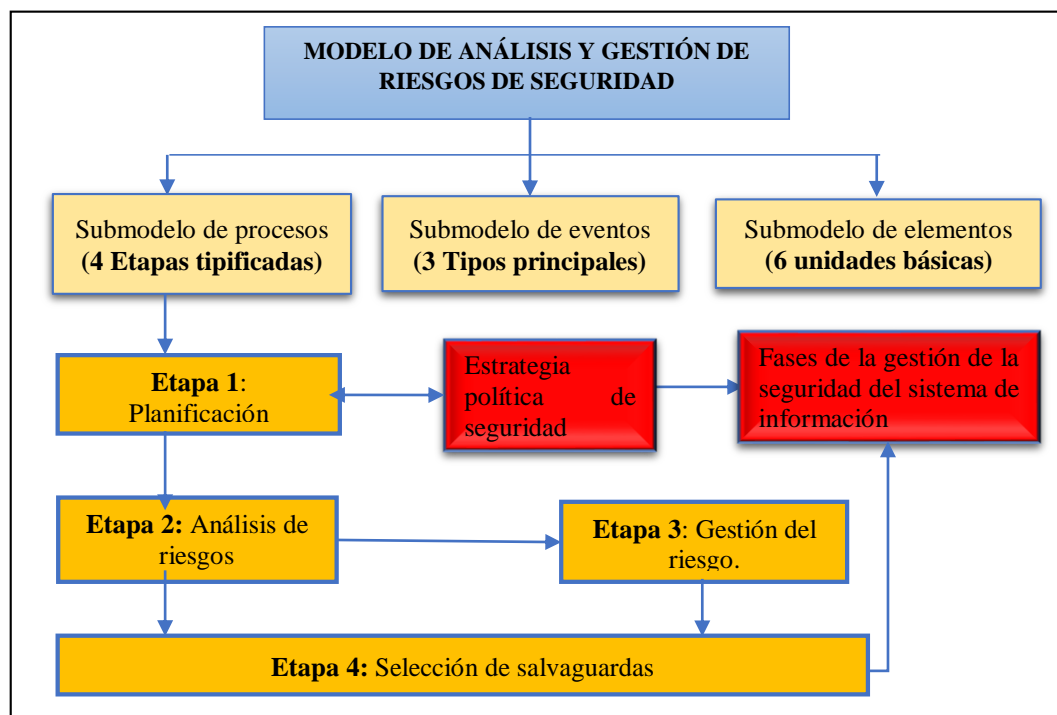 MODELO DE ANÁLISIS Y GESTIÓN DE
RIESGOS DE SEGURIDAD
Submodelo de procesos
(4 Etapas tipificadas)
Submodelo de eventos
(3 Tipos principales)
Submodelo de elementos
(6 unidades básicas)
Etapa 1:
Planificación
Estrategia
política de
seguridad
Fases de la gestión de la
seguridad del sistema de
información
Etapa 2: Análisis de
riesgos
Etapa 3: Gestión del
riesgo.
Etapa 4: Selección de salvaguardas